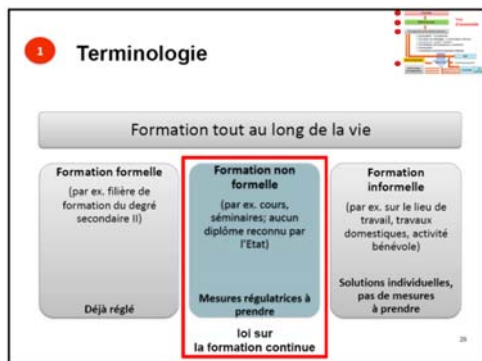 1 Terminologie
Formation tout au long de la vie
Formation formelle
(par ex. filière de
formation du degré
secondaire II)
Déjà réglé
Formation non
formelle
(par ex. cours,
séminaires; aucun
diplôme reconnu par
l'Etat)
Mesures régulatrices à
prendre
loi sur
la formation continue
Formation
informelle
(par ex. sur le lieu de
travail, travaux
domestiques, activité
bénévole)
Solutions individuelles,
pas de mesures
à prendre